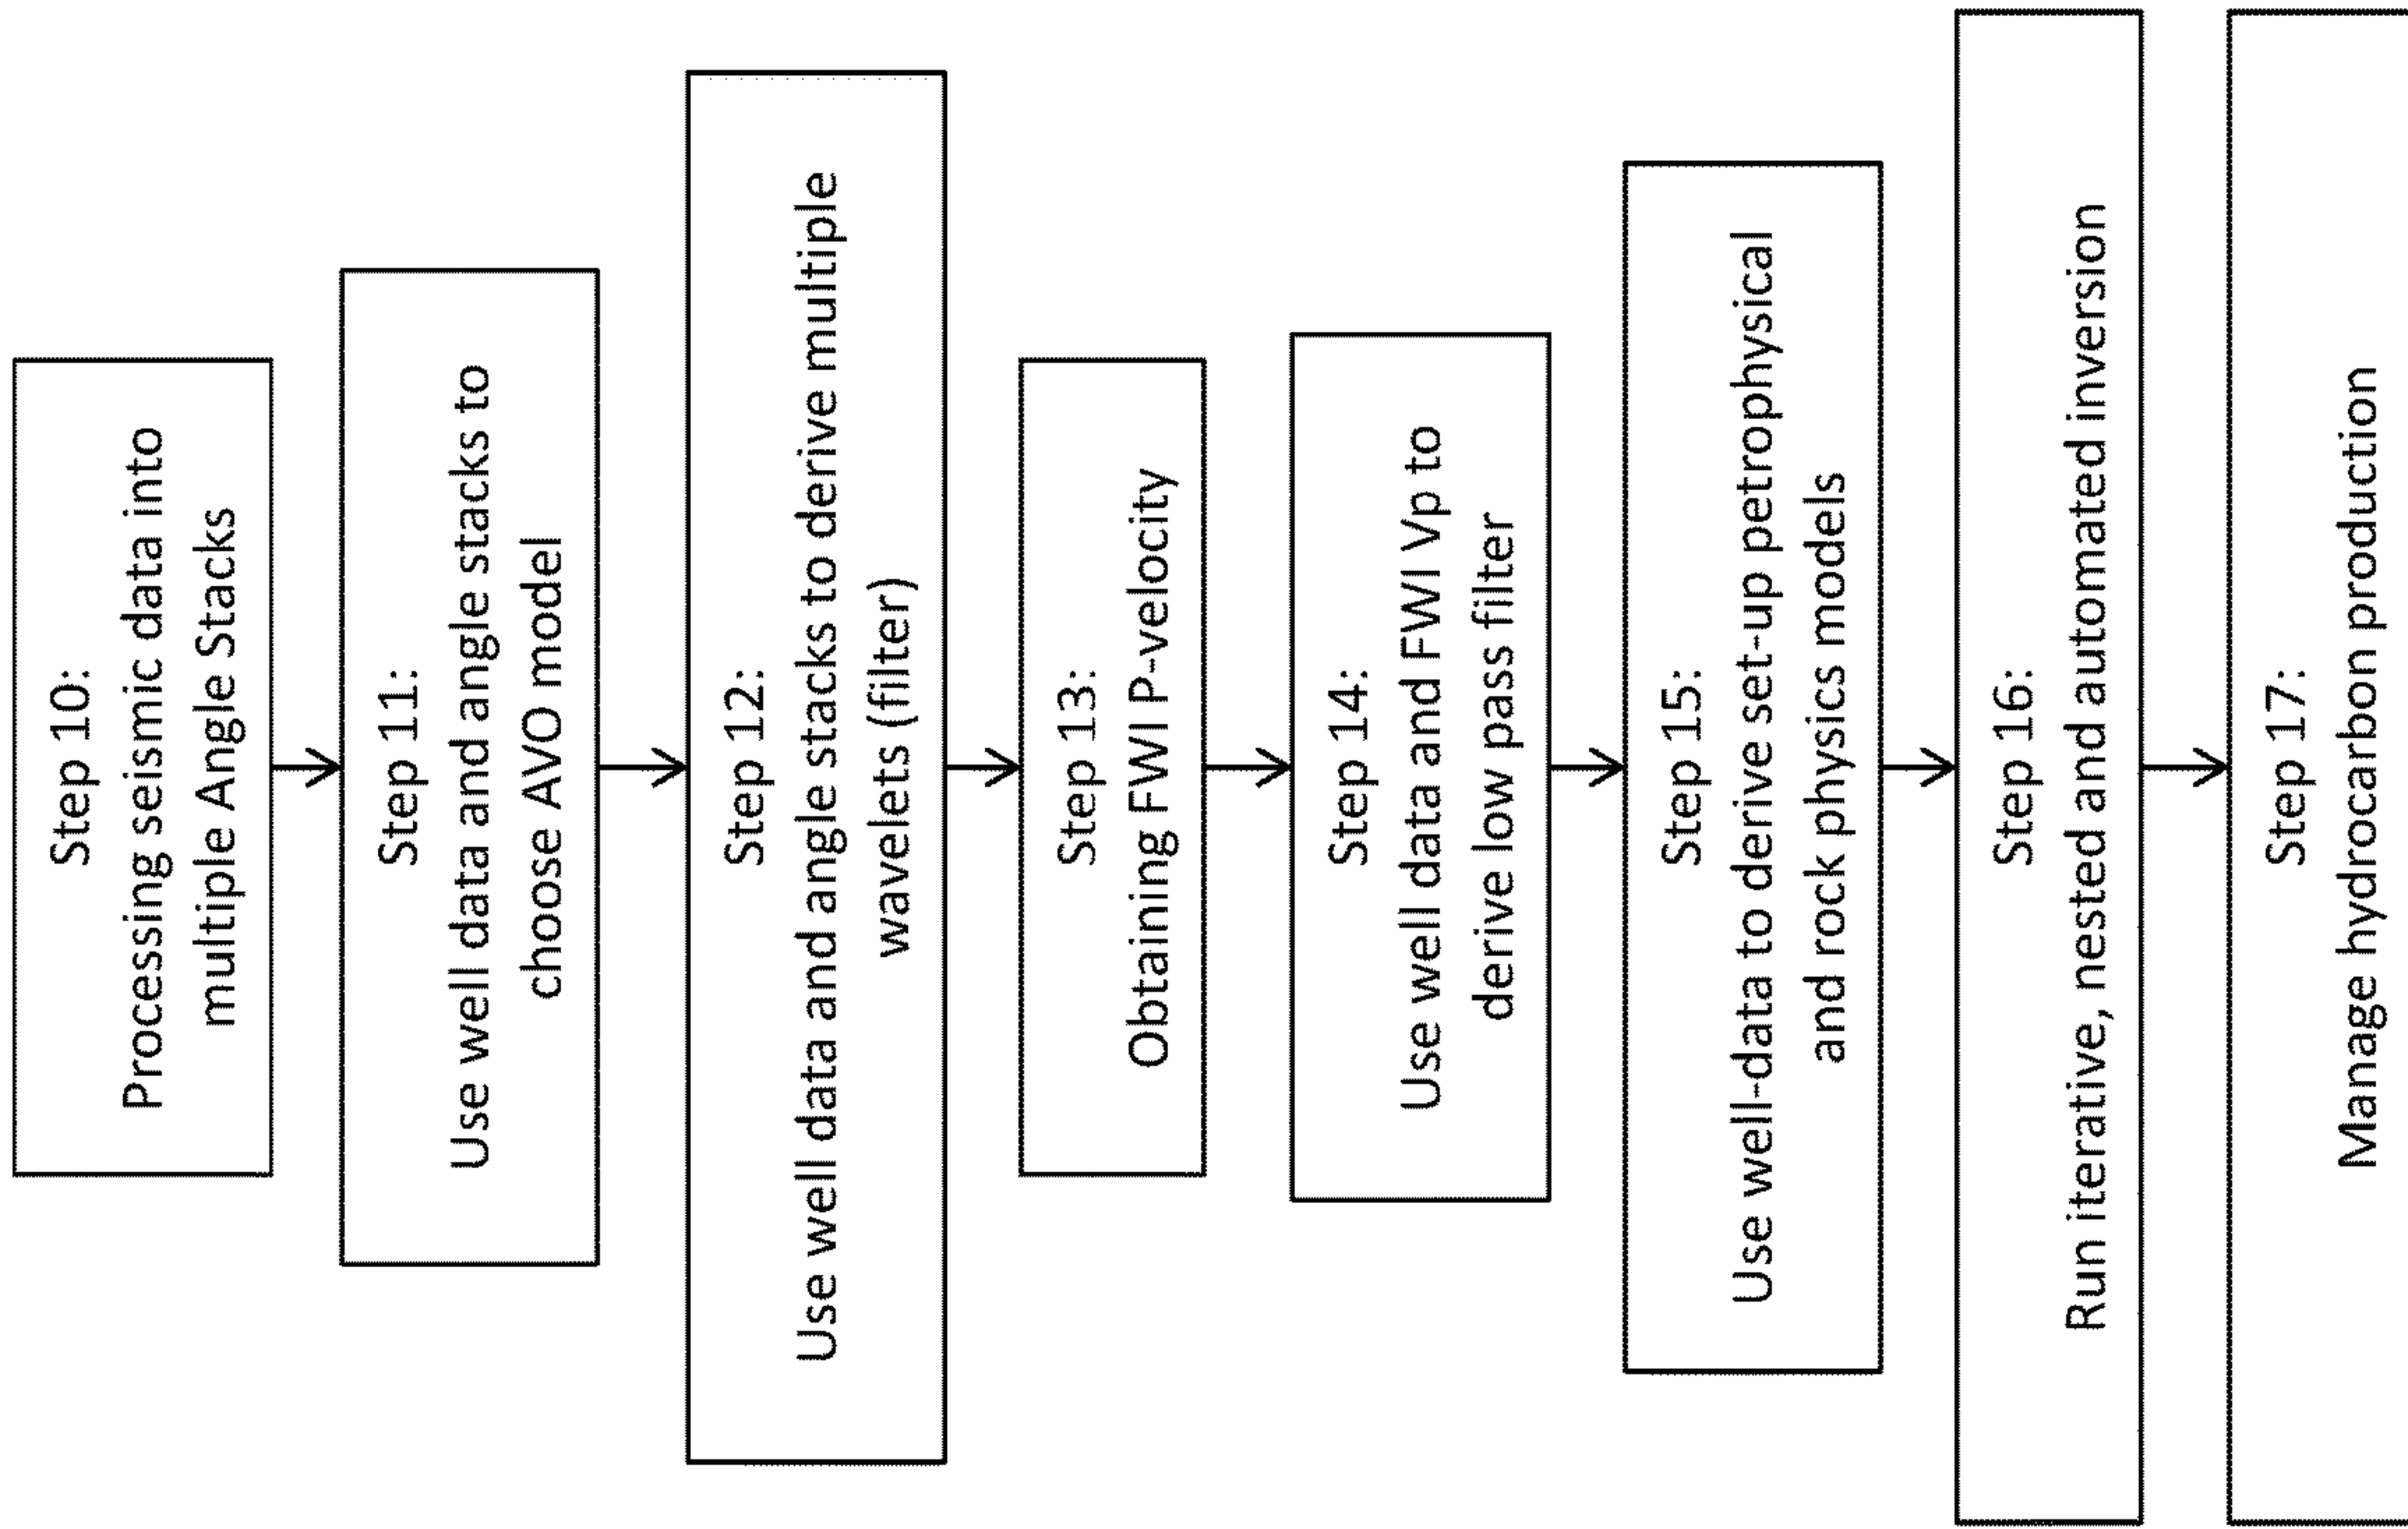 Step 10:
Processing seismic data into
multiple Angle Stacks
Step 11:
Use well data and angle stacks to
choose AVO model
Step 12:
Use well data and angle stacks to derive multiple
wavelets (filter)
Step 13:
Obtaining FWI P-velocity
Step 14:
Use well data and FWI Vp to
derive low pass filter
Step 15:
Use well-data to derive set-up petrophysical
and rock physics models
Step 16:
Run iterative, nested and automated inversion
Step 17:
Manage hydrocarbon production